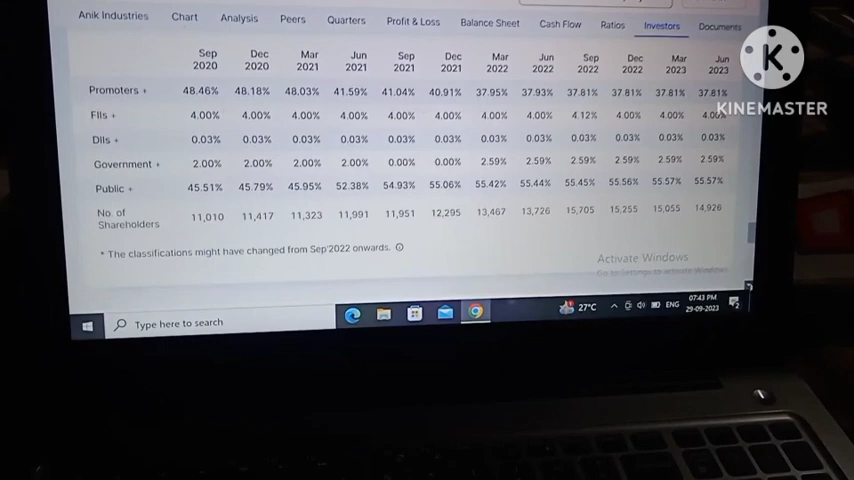 Anik Industries Chart Analysis Peers Quarters Profit & Loss Balance Sheet Cash Flow Ratios Investors Documents
Sep 2020 Dec 2020 Mar 2021 Jun 2021 Sep 2021 Dec 2021 Mar 2022 Jun 2022 Sep 2022 Dec 2022 Mar 2023 Jun 2023
Promoters + 48.46% 48.18% 48.03% 41.59% 41.04% 40.91% 37.95% 37.93% 37.81% 37.81% 37.81% 37.81%
FIIs + 4.00% 4.00% 4.00% 4.00% 4.00% 4.00% 4.00% 4.00% 4.12% 4.00% 4.00% 4.00%
DIIs + 0.03% 0.03% 0.03% 0.03% 0.03% 0.03% 0.03% 0.03% 0.03% 0.03% 0.03% 0.03%
Government + 2.00% 2.00% 2.00% 2.00% 0.00% 0.00% 2.59% 2.59% 2.59% 2.59% 2.59% 2.59%
Public + 45.51% 45.79% 45.95% 52.38% 54.93% 55.06% 55.42% 55.44% 55.45% 55.56% 55.57% 55.57%
No. of Shareholders 11,010 11,417 11,323 11,991 11,951 12,295 13,467 13,726 15,705 15,255 15,055 14,926
* The classifications might have changed from Sep'2022 onwards.
Activate Windows
Go to Settings to activate Windows.
Type here to search 27°C ENG 07:43 PM
29-09-2023
2
K
KINEMASTER